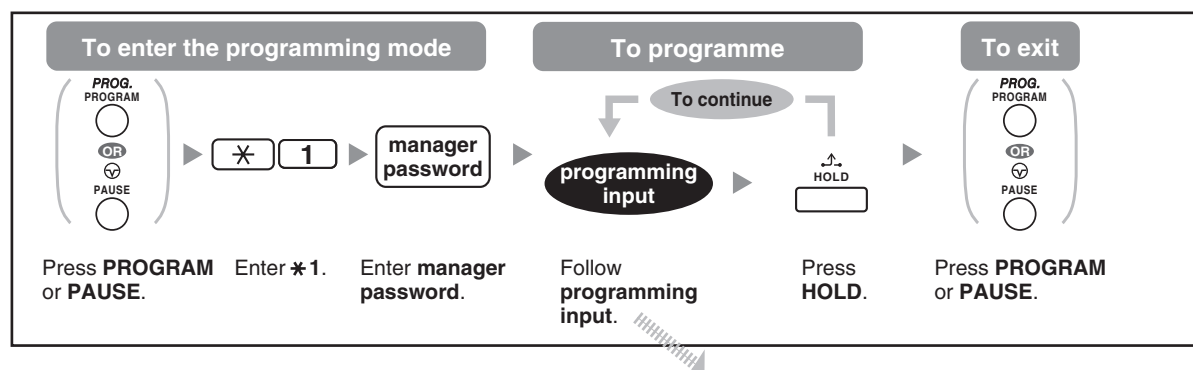 To enter the programming mode
To programme
To exit
PROG.
PROGRAM
OR
PAUSE
* 1
manager
password
To continue
programming
input
HOLD
PROG.
PROGRAM
OR
PAUSE
Press PROGRAM
or PAUSE.
Enter * 1.
Enter manager
password.
Follow
programming
input.
Press
HOLD.
Press PROGRAM
or PAUSE.